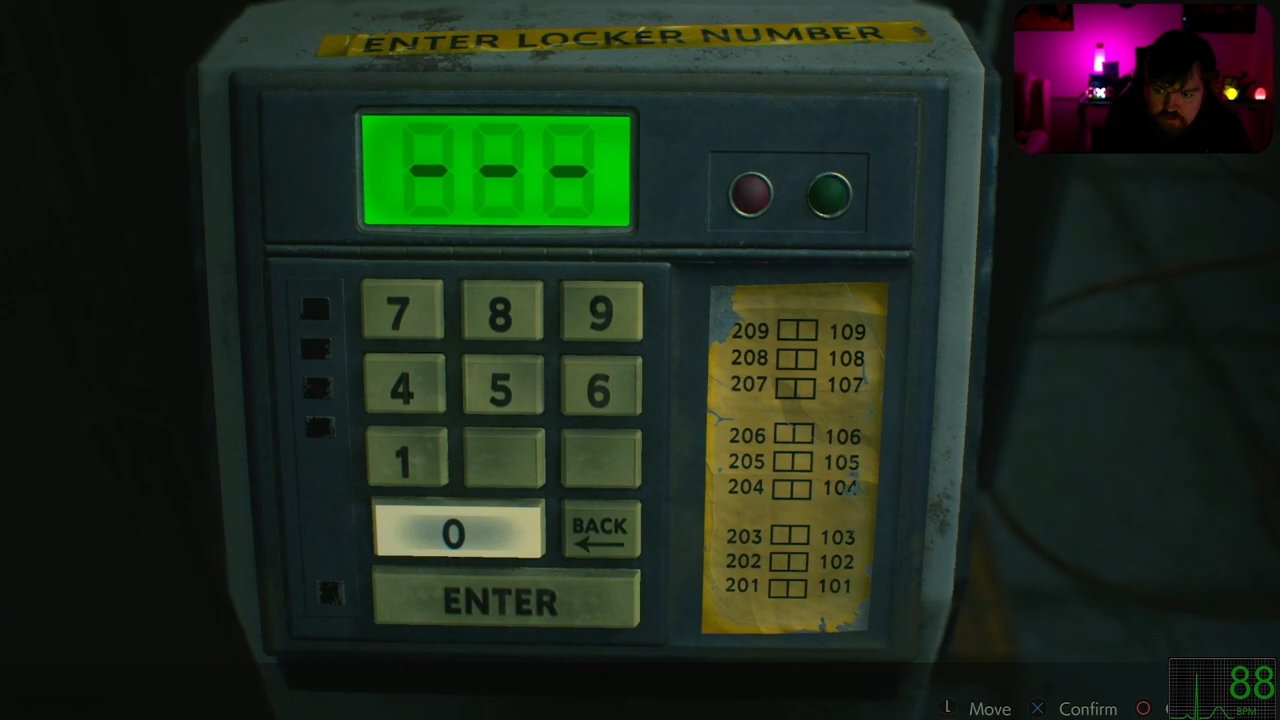 ENTER LOCKER NUMBER
---
7 8 9
4 5 6
1
0 BACK
ENTER
209 109
208 108
207 107
206 106
205 105
204 104
203 103
202 102
201 101
L Move X Confirm O
88
BPM